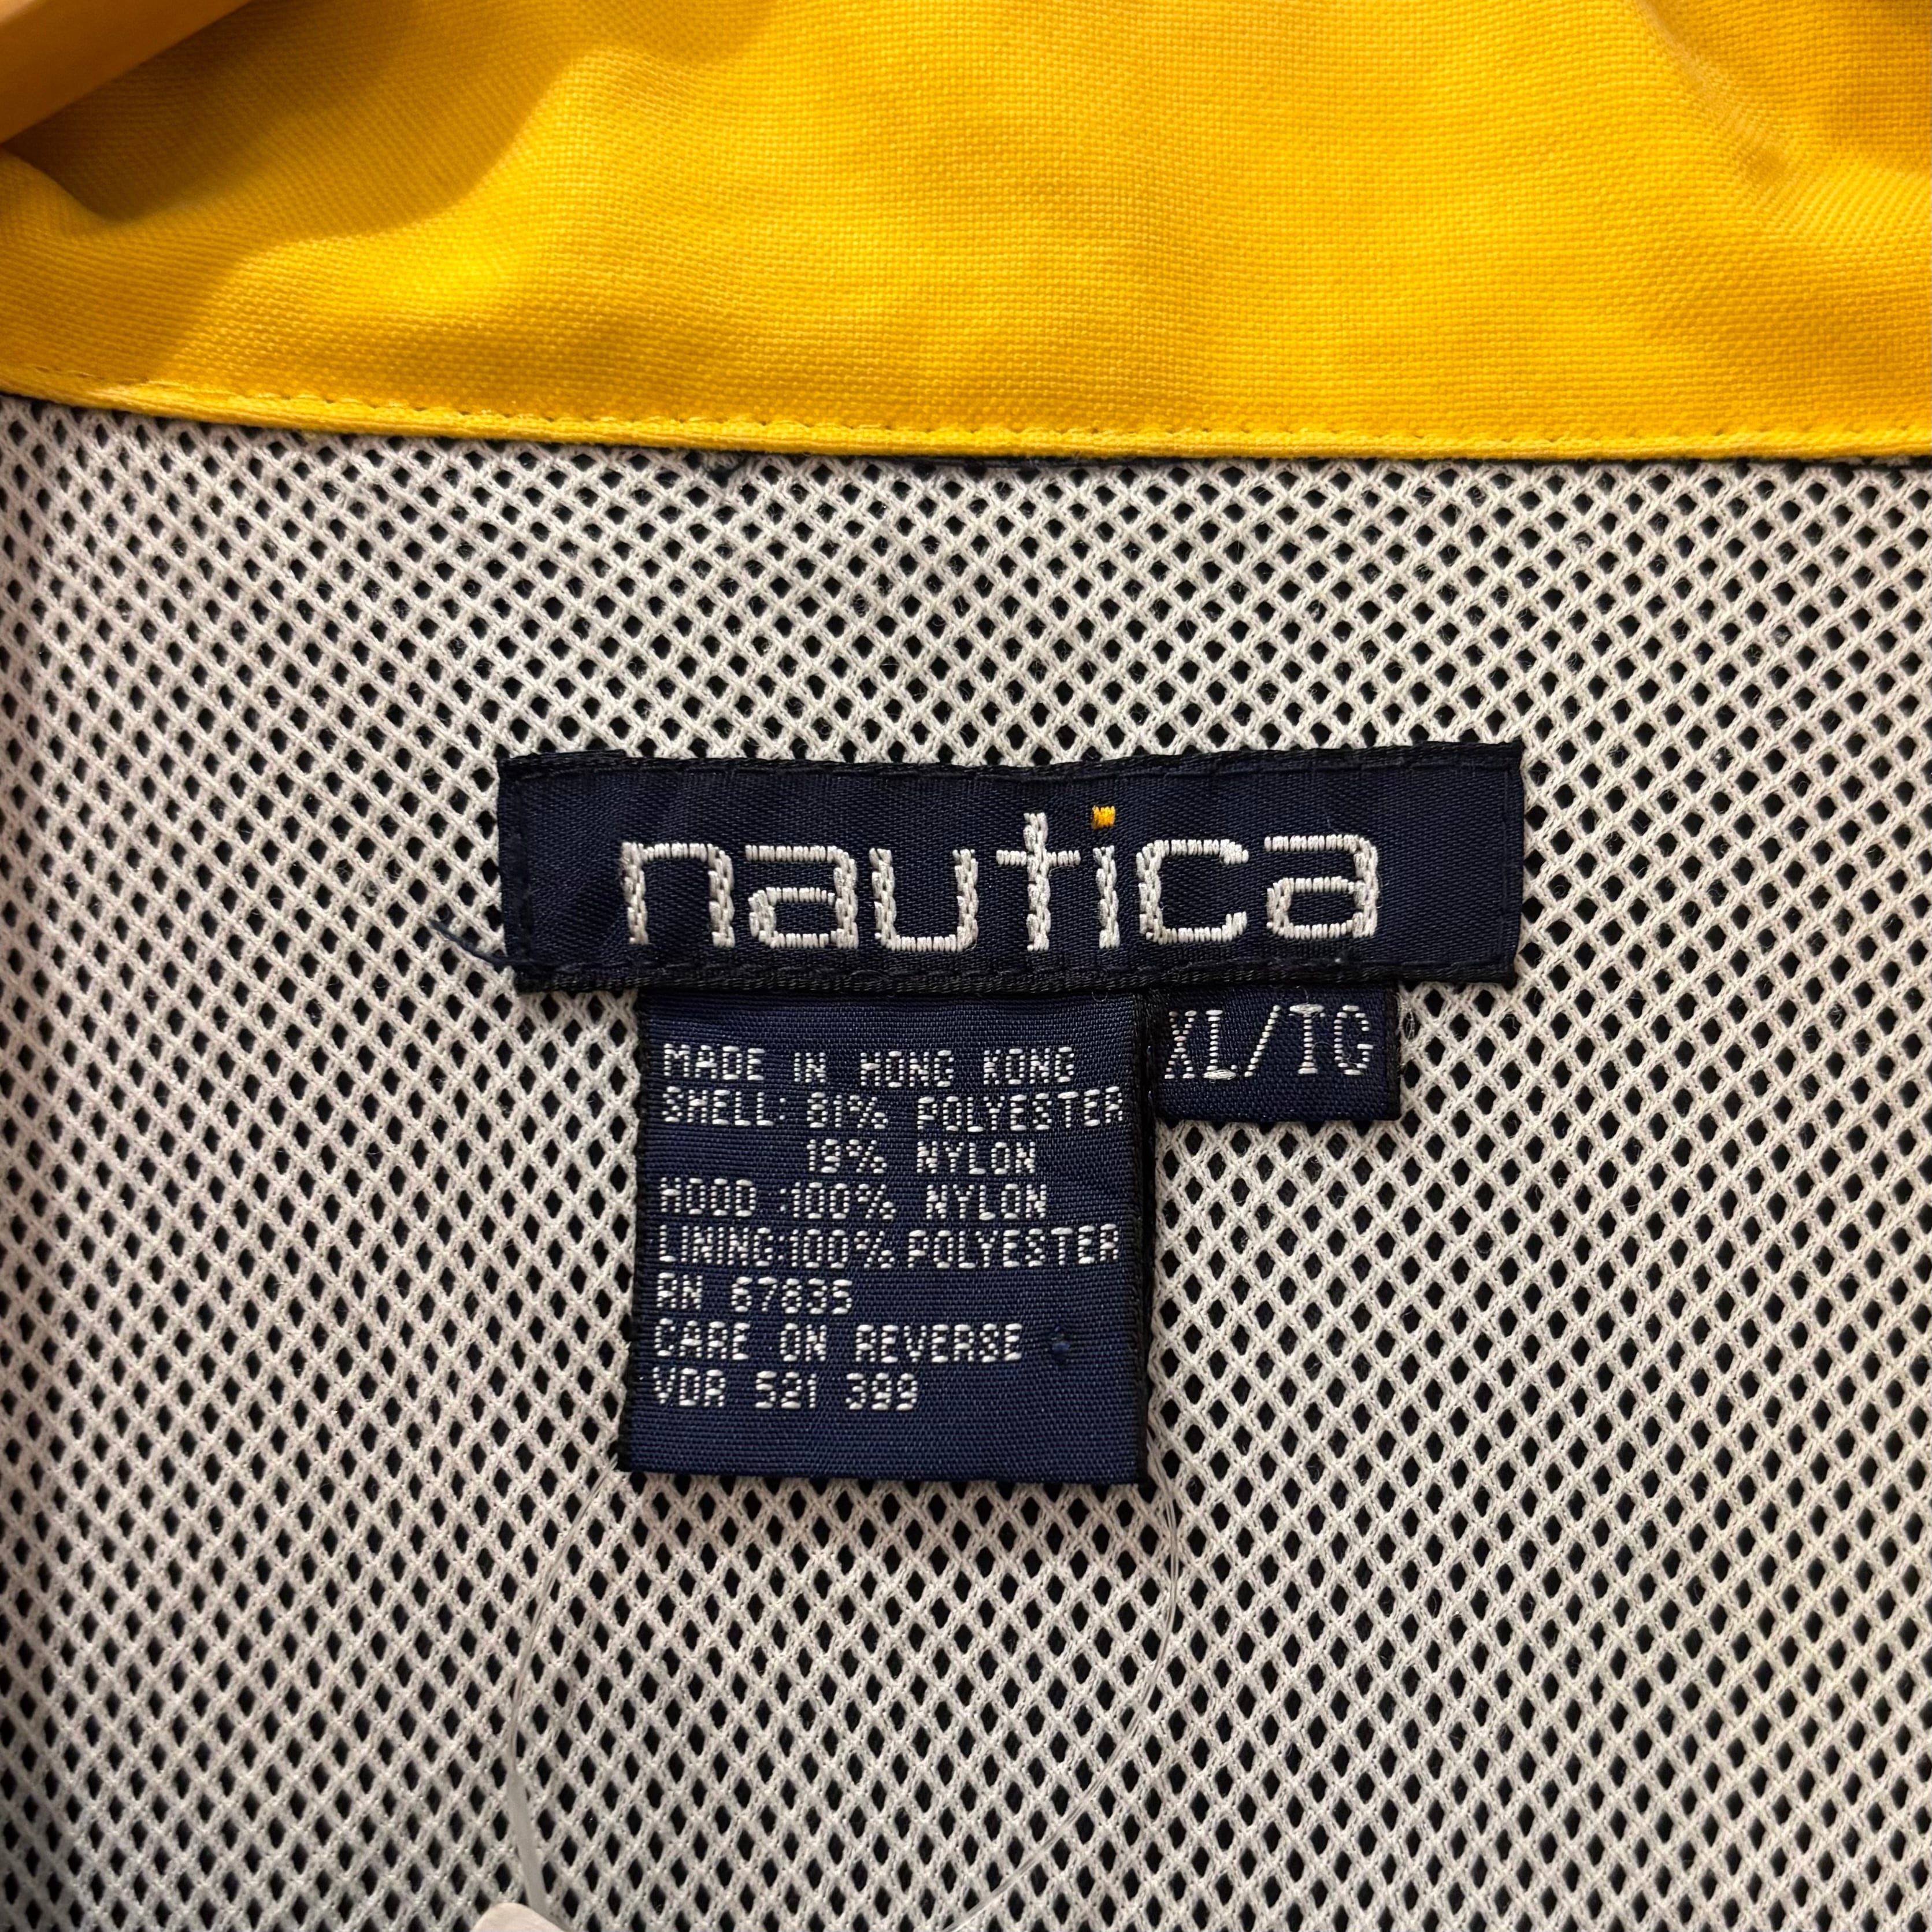 nautica
XL/TG
MADE IN HONG KONG
SHELL: 81% POLYESTER
19% NYLON
HOOD :100% NYLON
LINING:100% POLYESTER
RN 67835
CARE ON REVERSE
VDR 521 399